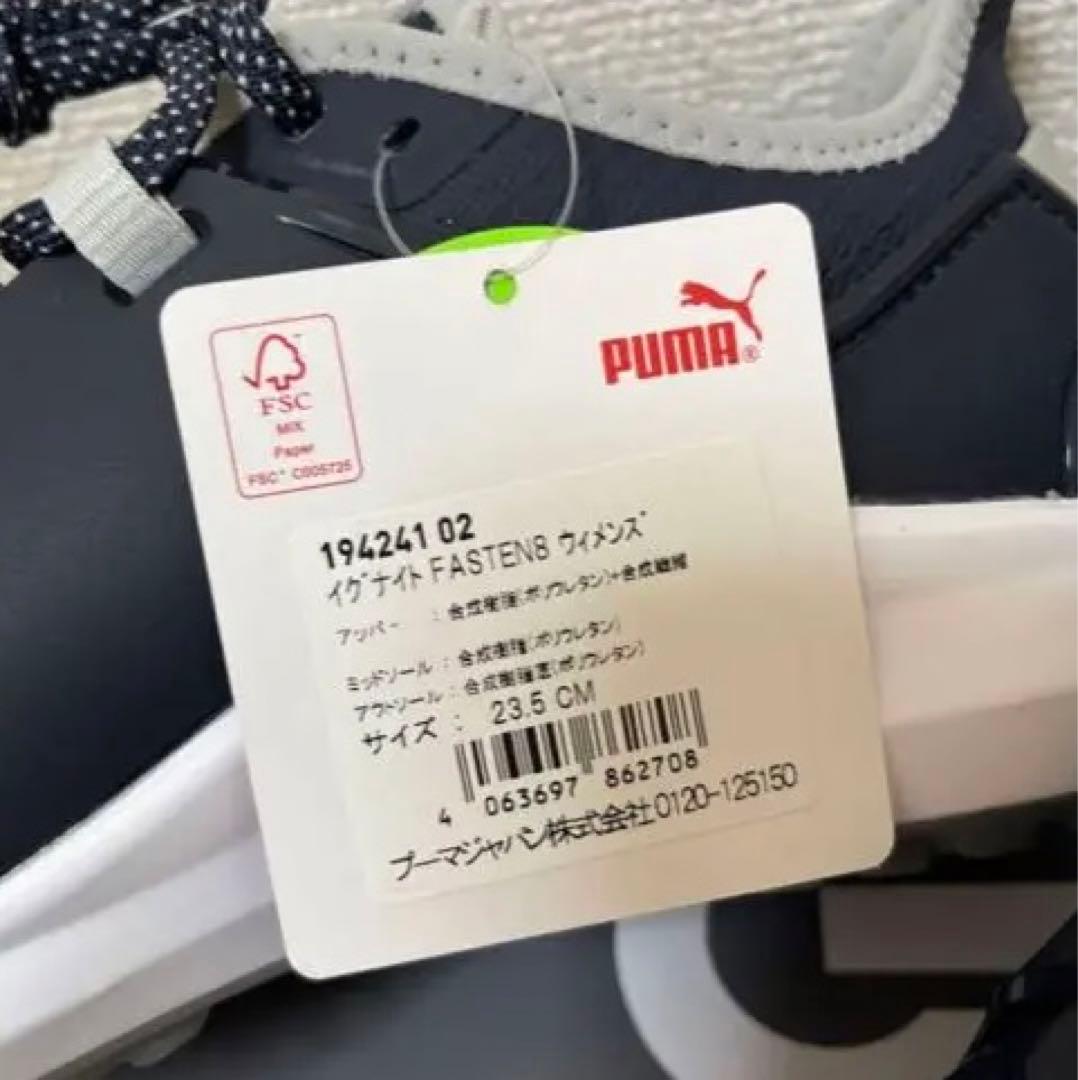 FSC
MIX
Paper
FSC® C005725
PUMA®
194241 02
イグナイト FASTEN8 ウィメンズ
アッパー : 合成樹脂(ポリウレタン)+合成繊維
ミッドソール : 合成樹脂(ポリウレタン)
アウトソール : 合成樹脂底(ポリウレタン)
サイズ : 23.5 CM
4 063697 862708
プーマジャパン株式会社 0120-125150